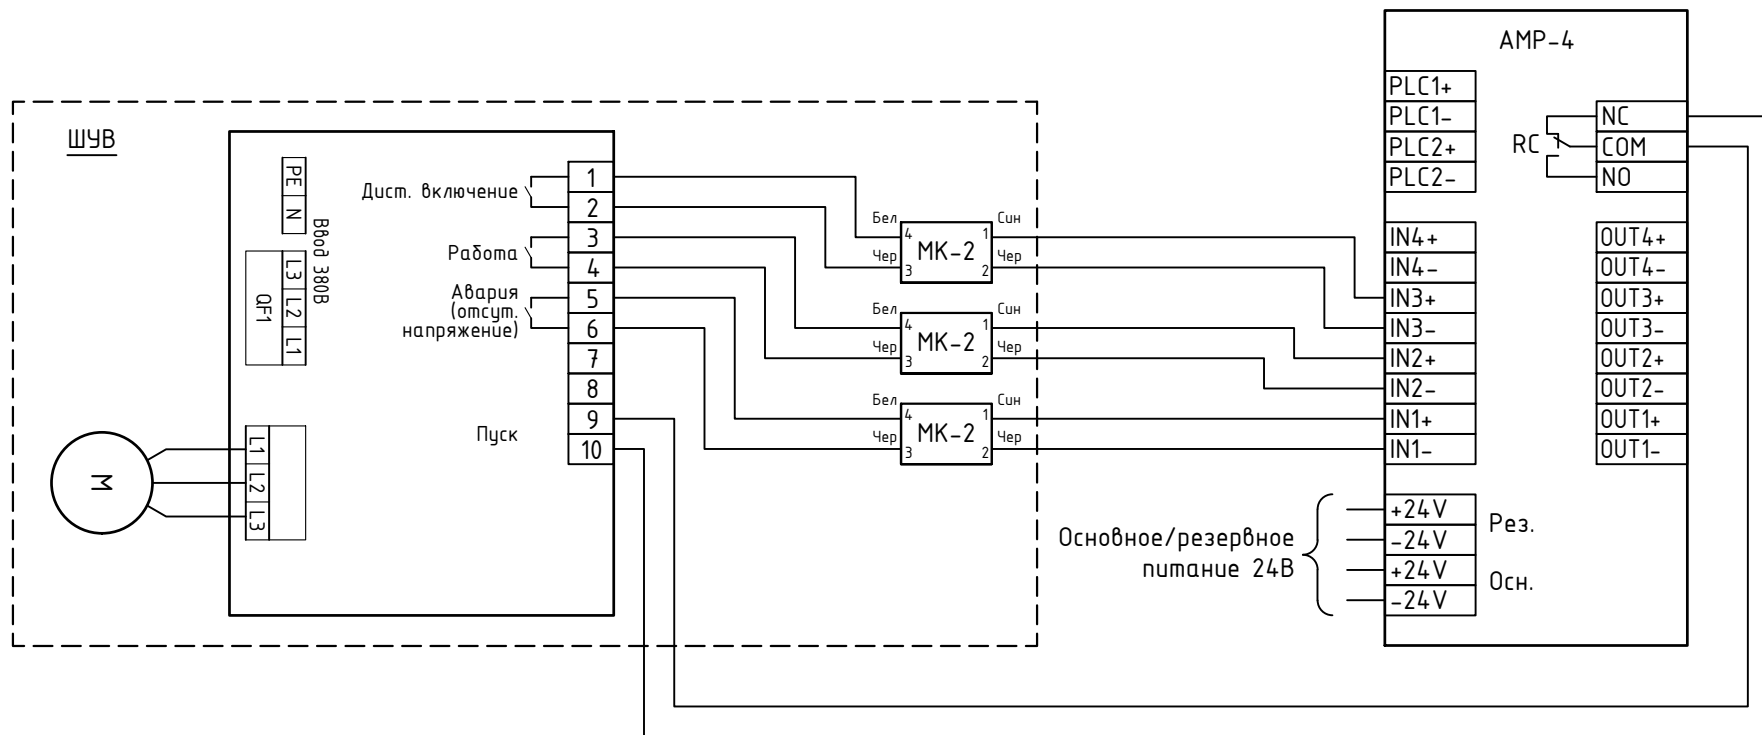 АМР-4
PLC1+
PLC1-
PLC2+
PLC2-
RC
NC
COM
NO
ШУВ
PE
N
Ввод 380В
L3
L2
L1
QF1
Дист. включение
Работа
Авария
(отсут.
напряжение)
Пуск
1
2
3
4
5
6
7
8
9
10
L1
L2
L3
М
Бел
4
Чер
3
МК-2
Син
1
Чер
2
Бел
4
Чер
3
МК-2
Син
1
Чер
2
Бел
4
Чер
3
МК-2
Син
1
Чер
2
IN4+
IN4-
IN3+
IN3-
IN2+
IN2-
IN1+
IN1-
OUT4+
OUT4-
OUT3+
OUT3-
OUT2+
OUT2-
OUT1+
OUT1-
Основное/резервное
питание 24В
+24V
-24V
+24V
-24V
Рез.
Осн.